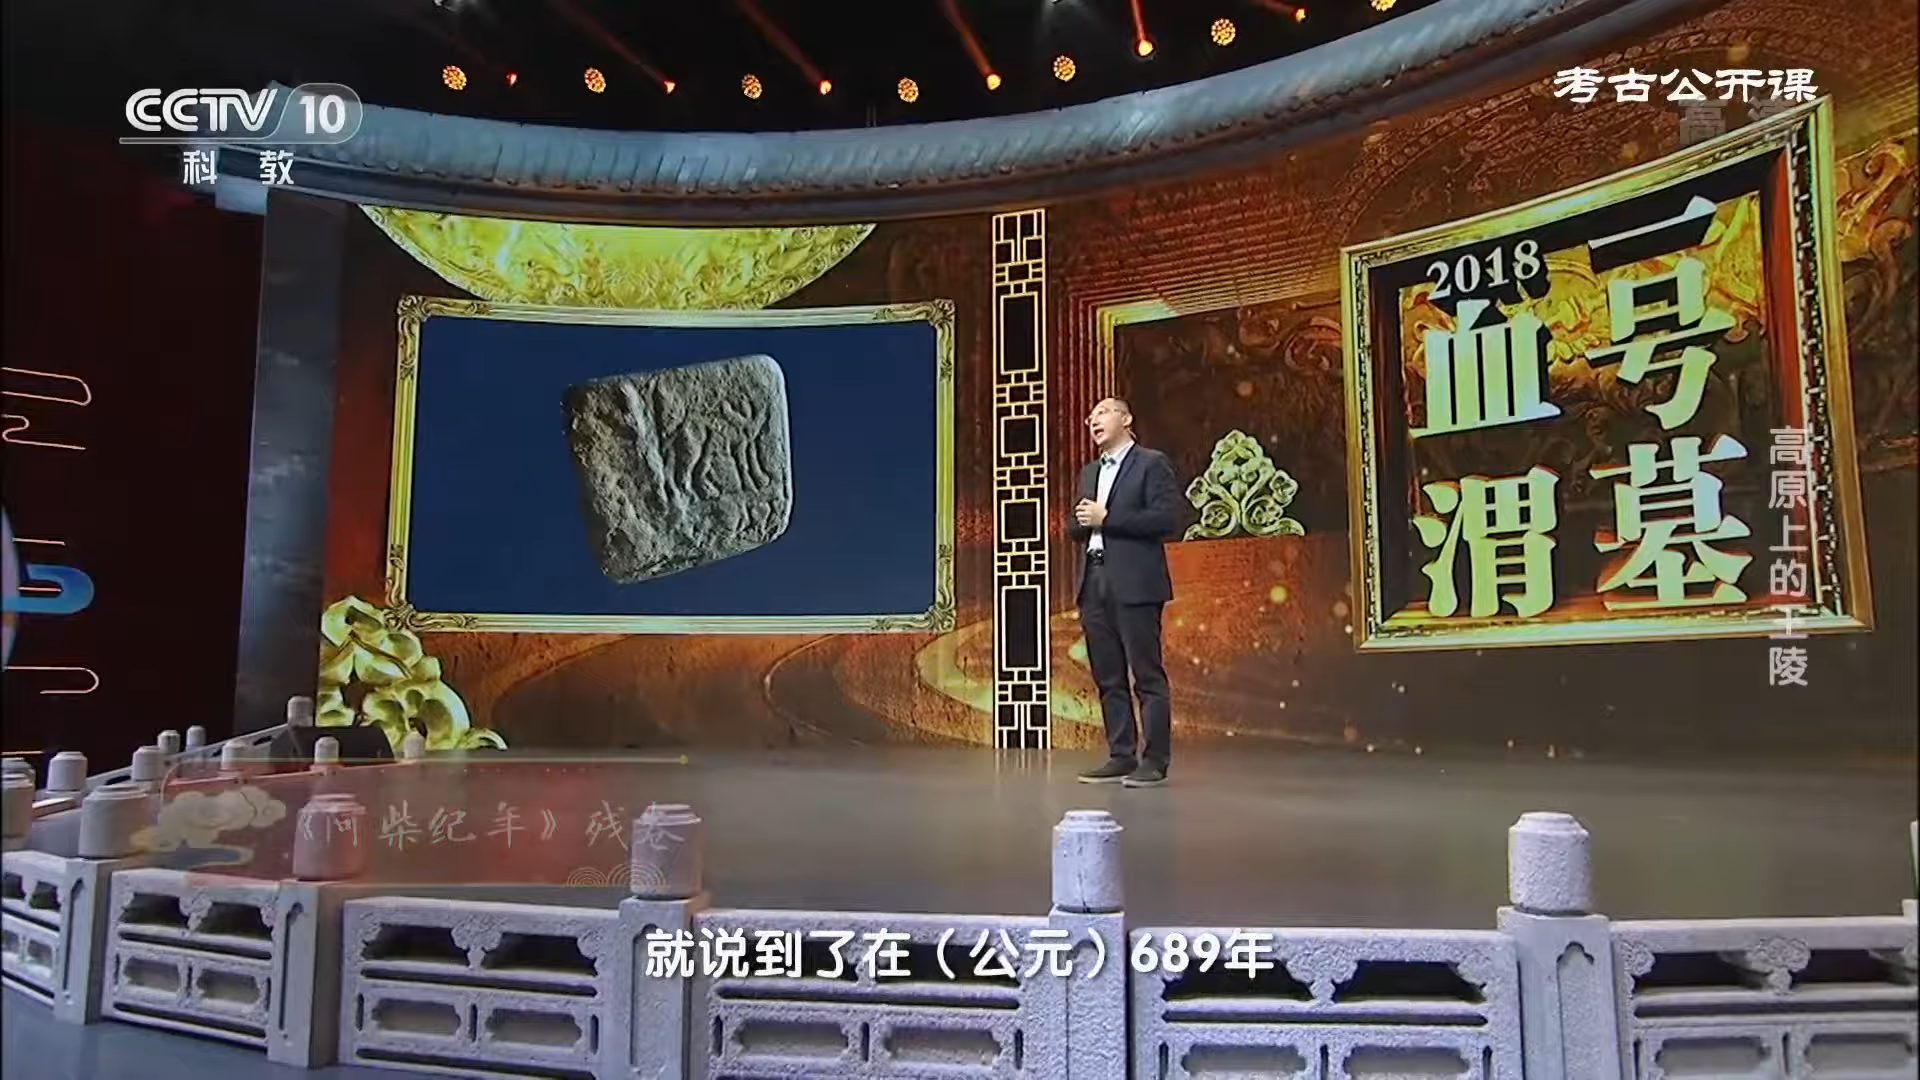 CCTV 10
科教
考古公开课
2018
血渭
一号墓
高原上的王陵
《阿柴纪年》残卷
就说到了在（公元）689年